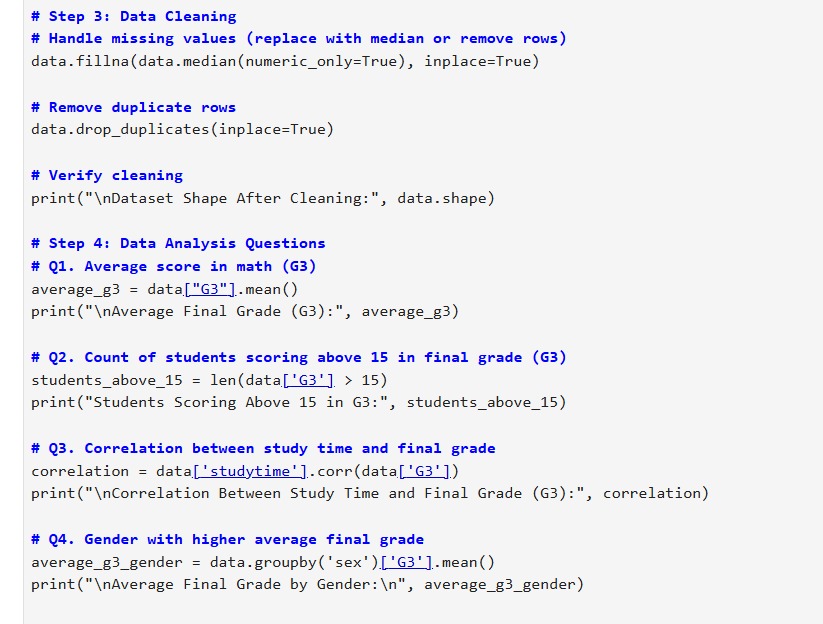 # Step 3: Data Cleaning
# Handle missing values (replace with median or remove rows)
data.fillna(data.median(numeric_only=True), inplace=True)
# Remove duplicate rows
data.drop_duplicates(inplace=True)
# Verify cleaning
print("\nDataset Shape After Cleaning:", data.shape)
# Step 4: Data Analysis Questions
# Q1. Average score in math (G3)
average_g3 = data["G3"].mean()
print("\nAverage Final Grade (G3):", average_g3)
# Q2. Count of students scoring above 15 in final grade (G3)
students_above_15 = len(data['G3'] > 15)
print("Students Scoring Above 15 in G3:", students_above_15)
# Q3. Correlation between study time and final grade
correlation = data['studytime'].corr(data['G3'])
print("\nCorrelation Between Study Time and Final Grade (G3):", correlation)
# Q4. Gender with higher average final grade
average_g3_gender = data.groupby('sex')['G3'].mean()
print("\nAverage Final Grade by Gender:\n", average_g3_gender)